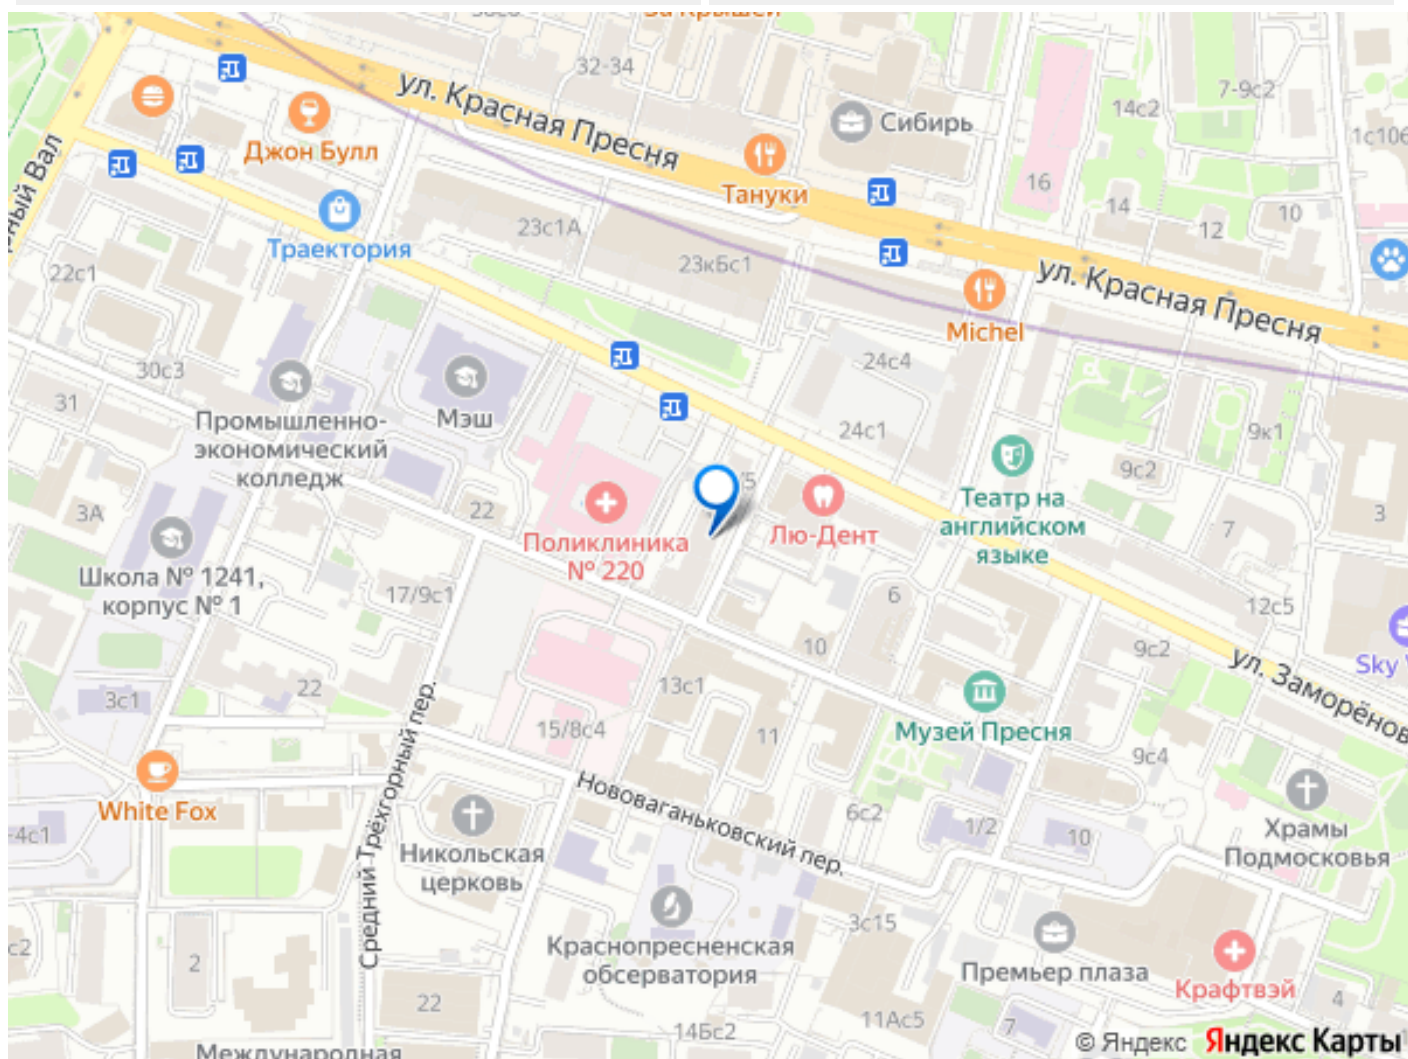 За Крышей
32-34
ул. Красная Пресня
Сибирь
14с2
7-9с2
Джон Булл
Тануки
16
14
12
10
Траектория
23с1А
23кБс1
22с1
ул. Красная Пресня
Michel
30с3
31
24с4
24с1
Промышленно-
экономический
колледж
Мэш
9к1
9с2
Театр на
английском
языке
3А
22
Поликлиника
№ 220
Лю-Дент
7
3
Школа № 1241,
корпус № 1
17/9с1
6
12с5
10
9с2
Sky
ул. Заморёнов
3с1
22
13с1
15/8с4
11
Музей Пресня
9с4
Средний Трёхгорный пер.
White Fox
Нововаганьковский пер.
6с2
1/2
10
Храмы
Подмосковья
-4с1
Никольская
церковь
Краснопресненская
обсерватория
3с15
Премьер плаза
Крафтвэй
с2
2
22
14Бс2
11Ас5
7
4
Международная
© Яндекс Яндекс Карты